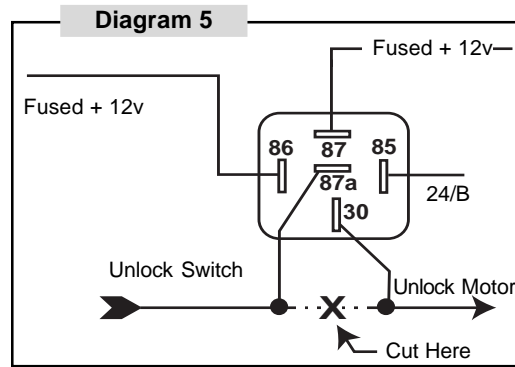 Diagram 5
Fused + 12v
Fused + 12v
86
87
85
87a
30
24/B
Unlock Switch
Unlock Motor
X
Cut Here